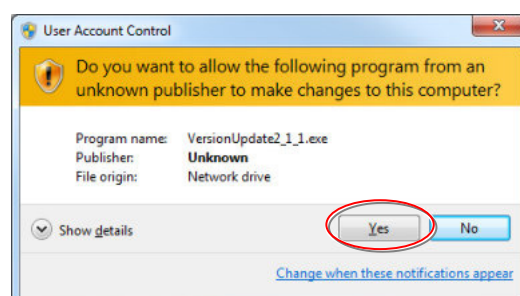 User Account Control
Do you want to allow the following program from an
unknown publisher to make changes to this computer?
Program name: VersionUpdate2_1_1.exe
Publisher: Unknown
File origin: Network drive
Show details
Yes
No
Change when these notifications appear